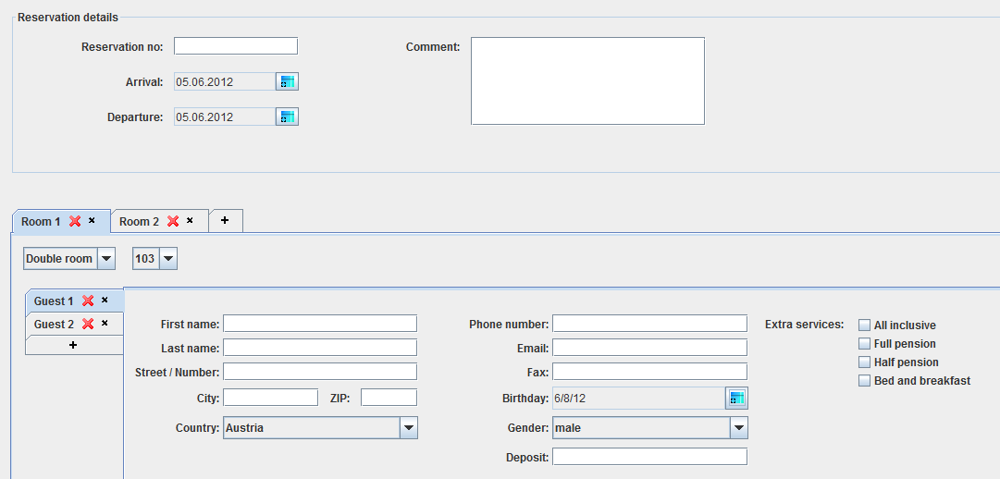 Reservation details
Reservation no: Comment:
Arrival: 05.06.2012
Departure: 05.06.2012
Room 1 Room 2 +
Double room 103
Guest 1
Guest 2
+
First name: Phone number: Extra services: All inclusive
Last name: Email: Full pension
Street / Number: Fax: Half pension
Bed and breakfast
City: ZIP: Birthday: 6/8/12
Country: Austria Gender: male
Deposit: